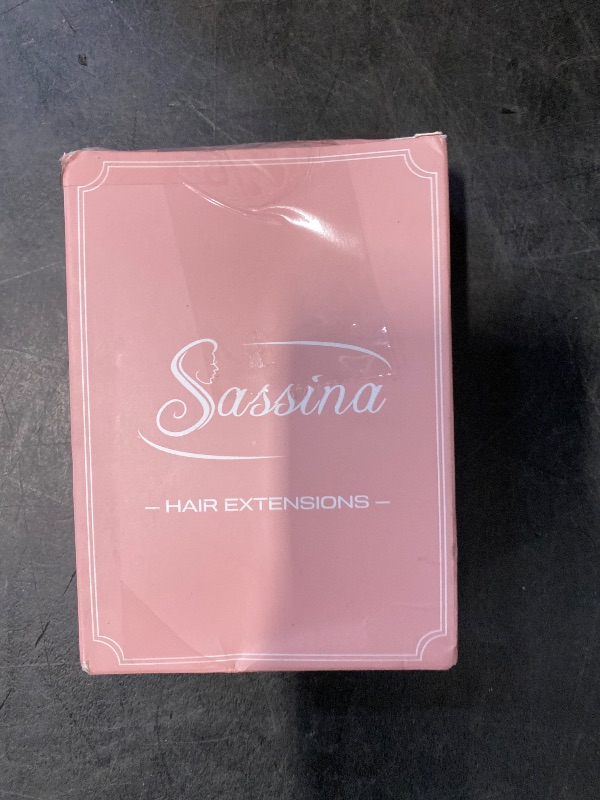 Sassina
— HAIR EXTENSIONS —